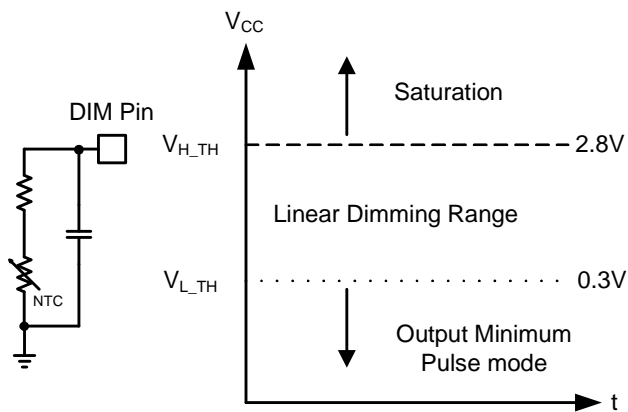 V_CC
DIM Pin
Saturation
V_H_TH
2.8V
Linear Dimming Range
V_L_TH
0.3V
NTC
Output Minimum
Pulse mode
t